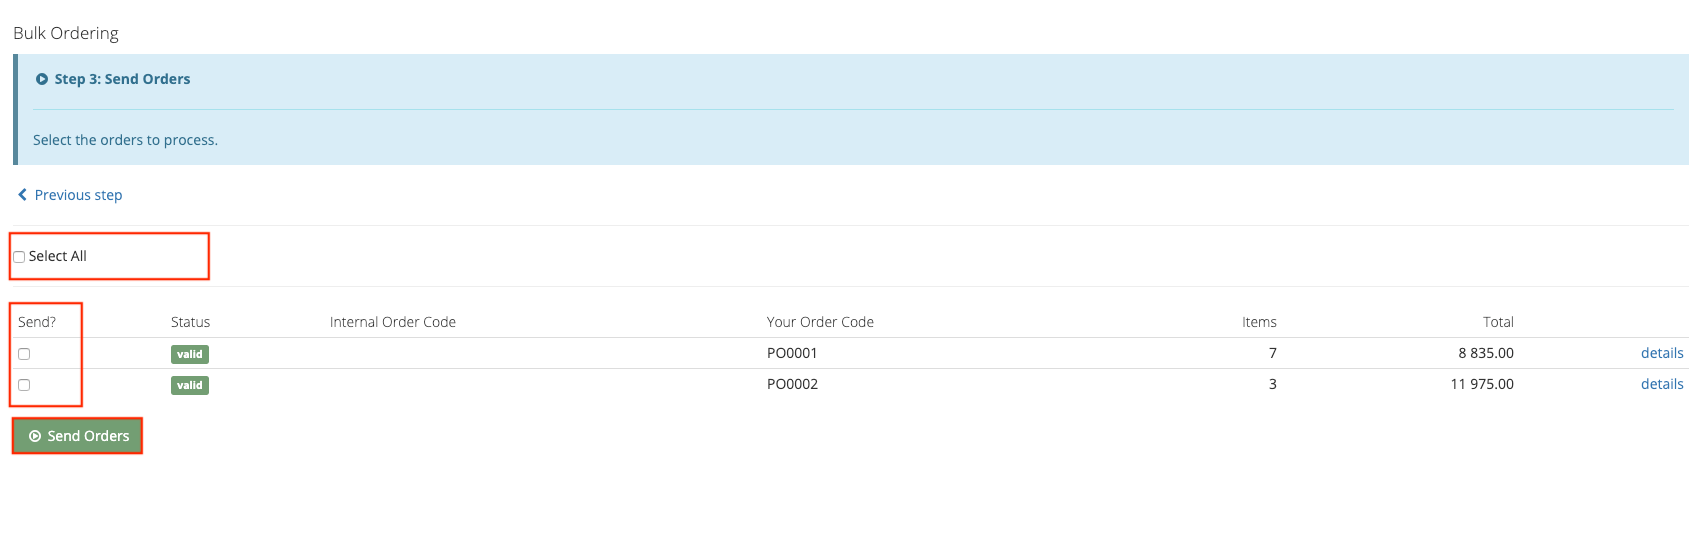 Bulk Ordering
Step 3: Send Orders
Select the orders to process.
Previous step
Select All
Send? Status Internal Order Code Your Order Code Items Total
valid PO0001 7 8 835.00 details
valid PO0002 3 11 975.00 details
Send Orders